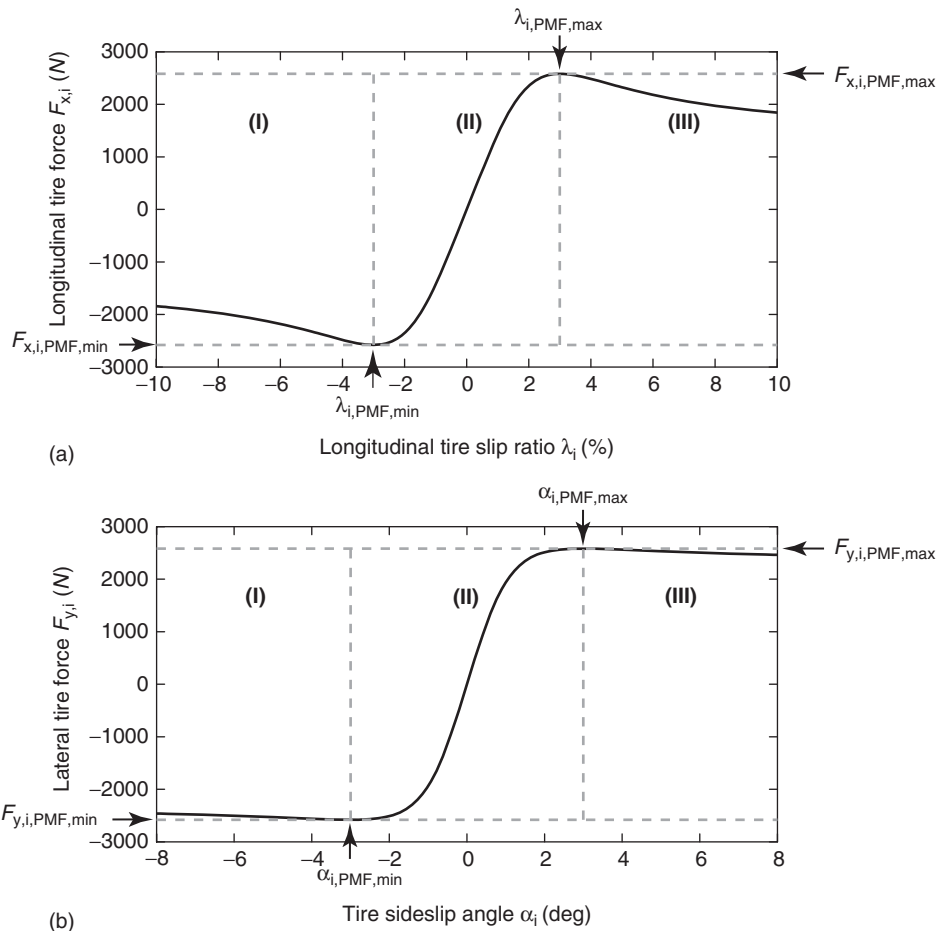 λi,PMF,max
3000
Fx,i,PMF,max
2000
(I) (II) (III)
1000
0
−1000
−2000
Fx,i,PMF,min
−3000
Longitudinal tire force Fx,i (N)
−10 −8 −6 −4 −2 0 2 4 6 8 10
λi,PMF,min
(a) Longitudinal tire slip ratio λi (%)
αi,PMF,max
3000
Fy,i,PMF,max
2000
(I) (II) (III)
1000
0
−1000
−2000
Fy,i,PMF,min
−3000
Lateral tire force Fy,i (N)
−8 −6 −4 −2 0 2 4 6 8
αi,PMF,min
(b) Tire sideslip angle αi (deg)